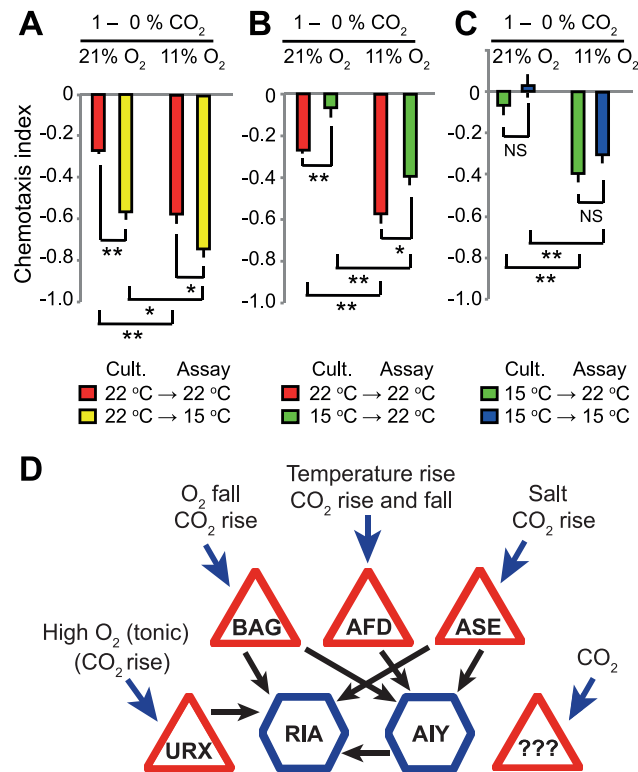 A
1 – 0 % CO2
21% O2 11% O2
Chemotaxis index
0
-0.2
-0.4
-0.6
-0.8
-1.0
**
*
*
**
Cult. Assay
22 °C → 22 °C
22 °C → 15 °C
B
1 – 0 % CO2
21% O2 11% O2
0
-0.2
-0.4
-0.6
-0.8
-1.0
**
*
**
**
Cult. Assay
22 °C → 22 °C
15 °C → 22 °C
C
1 – 0 % CO2
21% O2 11% O2
0
-0.2
-0.4
-0.6
-0.8
-1.0
NS
NS
**
**
Cult. Assay
15 °C → 22 °C
15 °C → 15 °C
D
O2 fall
CO2 rise
Temperature rise
CO2 rise and fall
Salt
CO2 rise
High O2 (tonic)
(CO2 rise)
CO2
BAG
AFD
ASE
URX
RIA
AIY
???